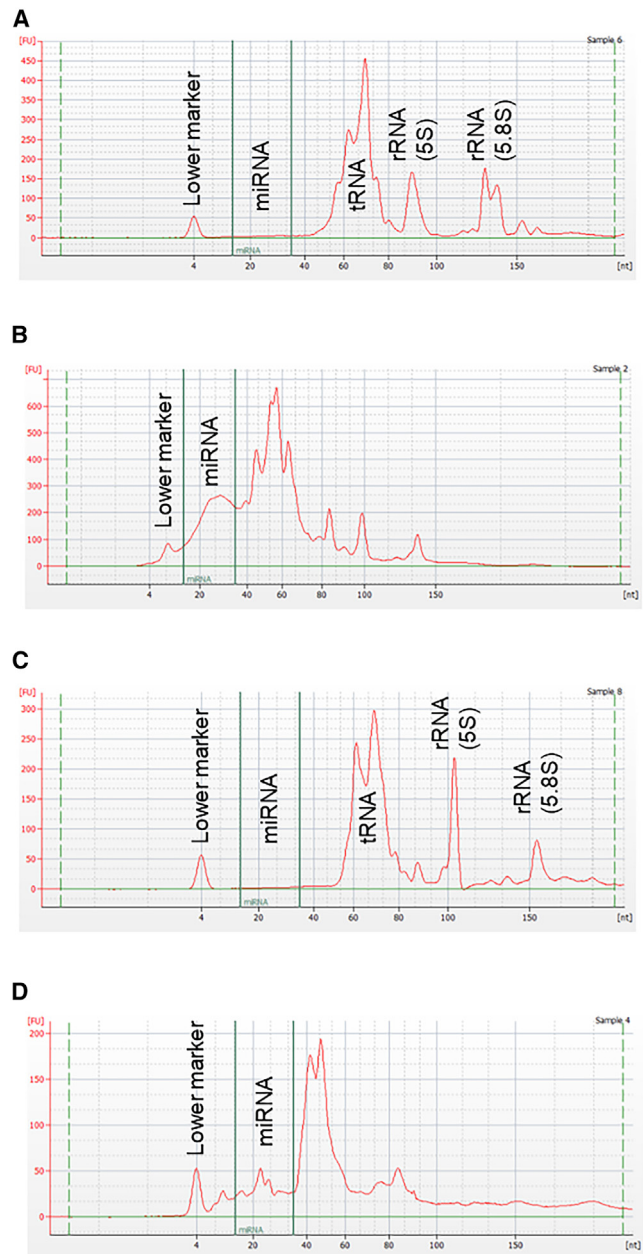 A
[FU]
Sample 6
450
400
350
300
250
200
150
100
50
0
Lower marker
miRNA
tRNA
rRNA
(5S)
rRNA
(5.8S)
miRNA
4 20 40 60 80 100 150 [nt]
B
[FU]
Sample 2
600
500
400
300
200
100
0
Lower marker
miRNA
miRNA
4 20 40 60 80 100 150 [nt]
C
[FU]
Sample 8
300
250
200
150
100
50
0
Lower marker
miRNA
tRNA
rRNA
(5S)
rRNA
(5.8S)
miRNA
4 20 40 60 80 100 150 [nt]
D
[FU]
Sample 4
200
150
100
50
0
Lower marker
miRNA
miRNA
4 20 40 60 80 100 150 [nt]